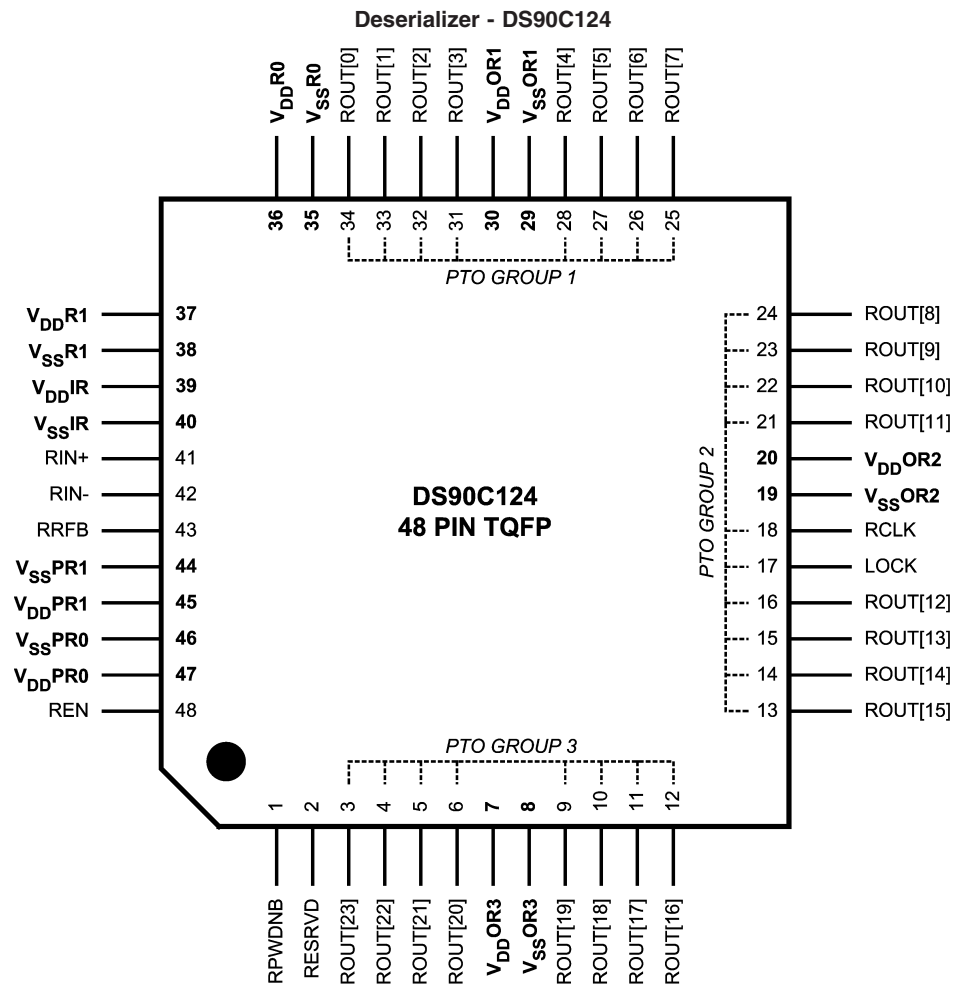 Deserializer - DS90C124
VDDR0
VSSR0
ROUT[0]
ROUT[1]
ROUT[2]
ROUT[3]
VDDOR1
VSSOR1
ROUT[4]
ROUT[5]
ROUT[6]
ROUT[7]
36 35 34 33 32 31 30 29 28 27 26 25
PTO GROUP 1
VDDR1 37
VSSR1 38
VDDIR 39
VSSIR 40
RIN+ 41
RIN- 42
RRFB 43
VSSPR1 44
VDDPR1 45
VSSPR0 46
VDDPR0 47
REN 48
DS90C124
48 PIN TQFP
PTO GROUP 2
24 ROUT[8]
23 ROUT[9]
22 ROUT[10]
21 ROUT[11]
20 VDDOR2
19 VSSOR2
18 RCLK
17 LOCK
16 ROUT[12]
15 ROUT[13]
14 ROUT[14]
13 ROUT[15]
PTO GROUP 3
1 2 3 4 5 6 7 8 9 10 11 12
RPWDNB
RESRVD
ROUT[23]
ROUT[22]
ROUT[21]
ROUT[20]
VDDOR3
VSSOR3
ROUT[19]
ROUT[18]
ROUT[17]
ROUT[16]